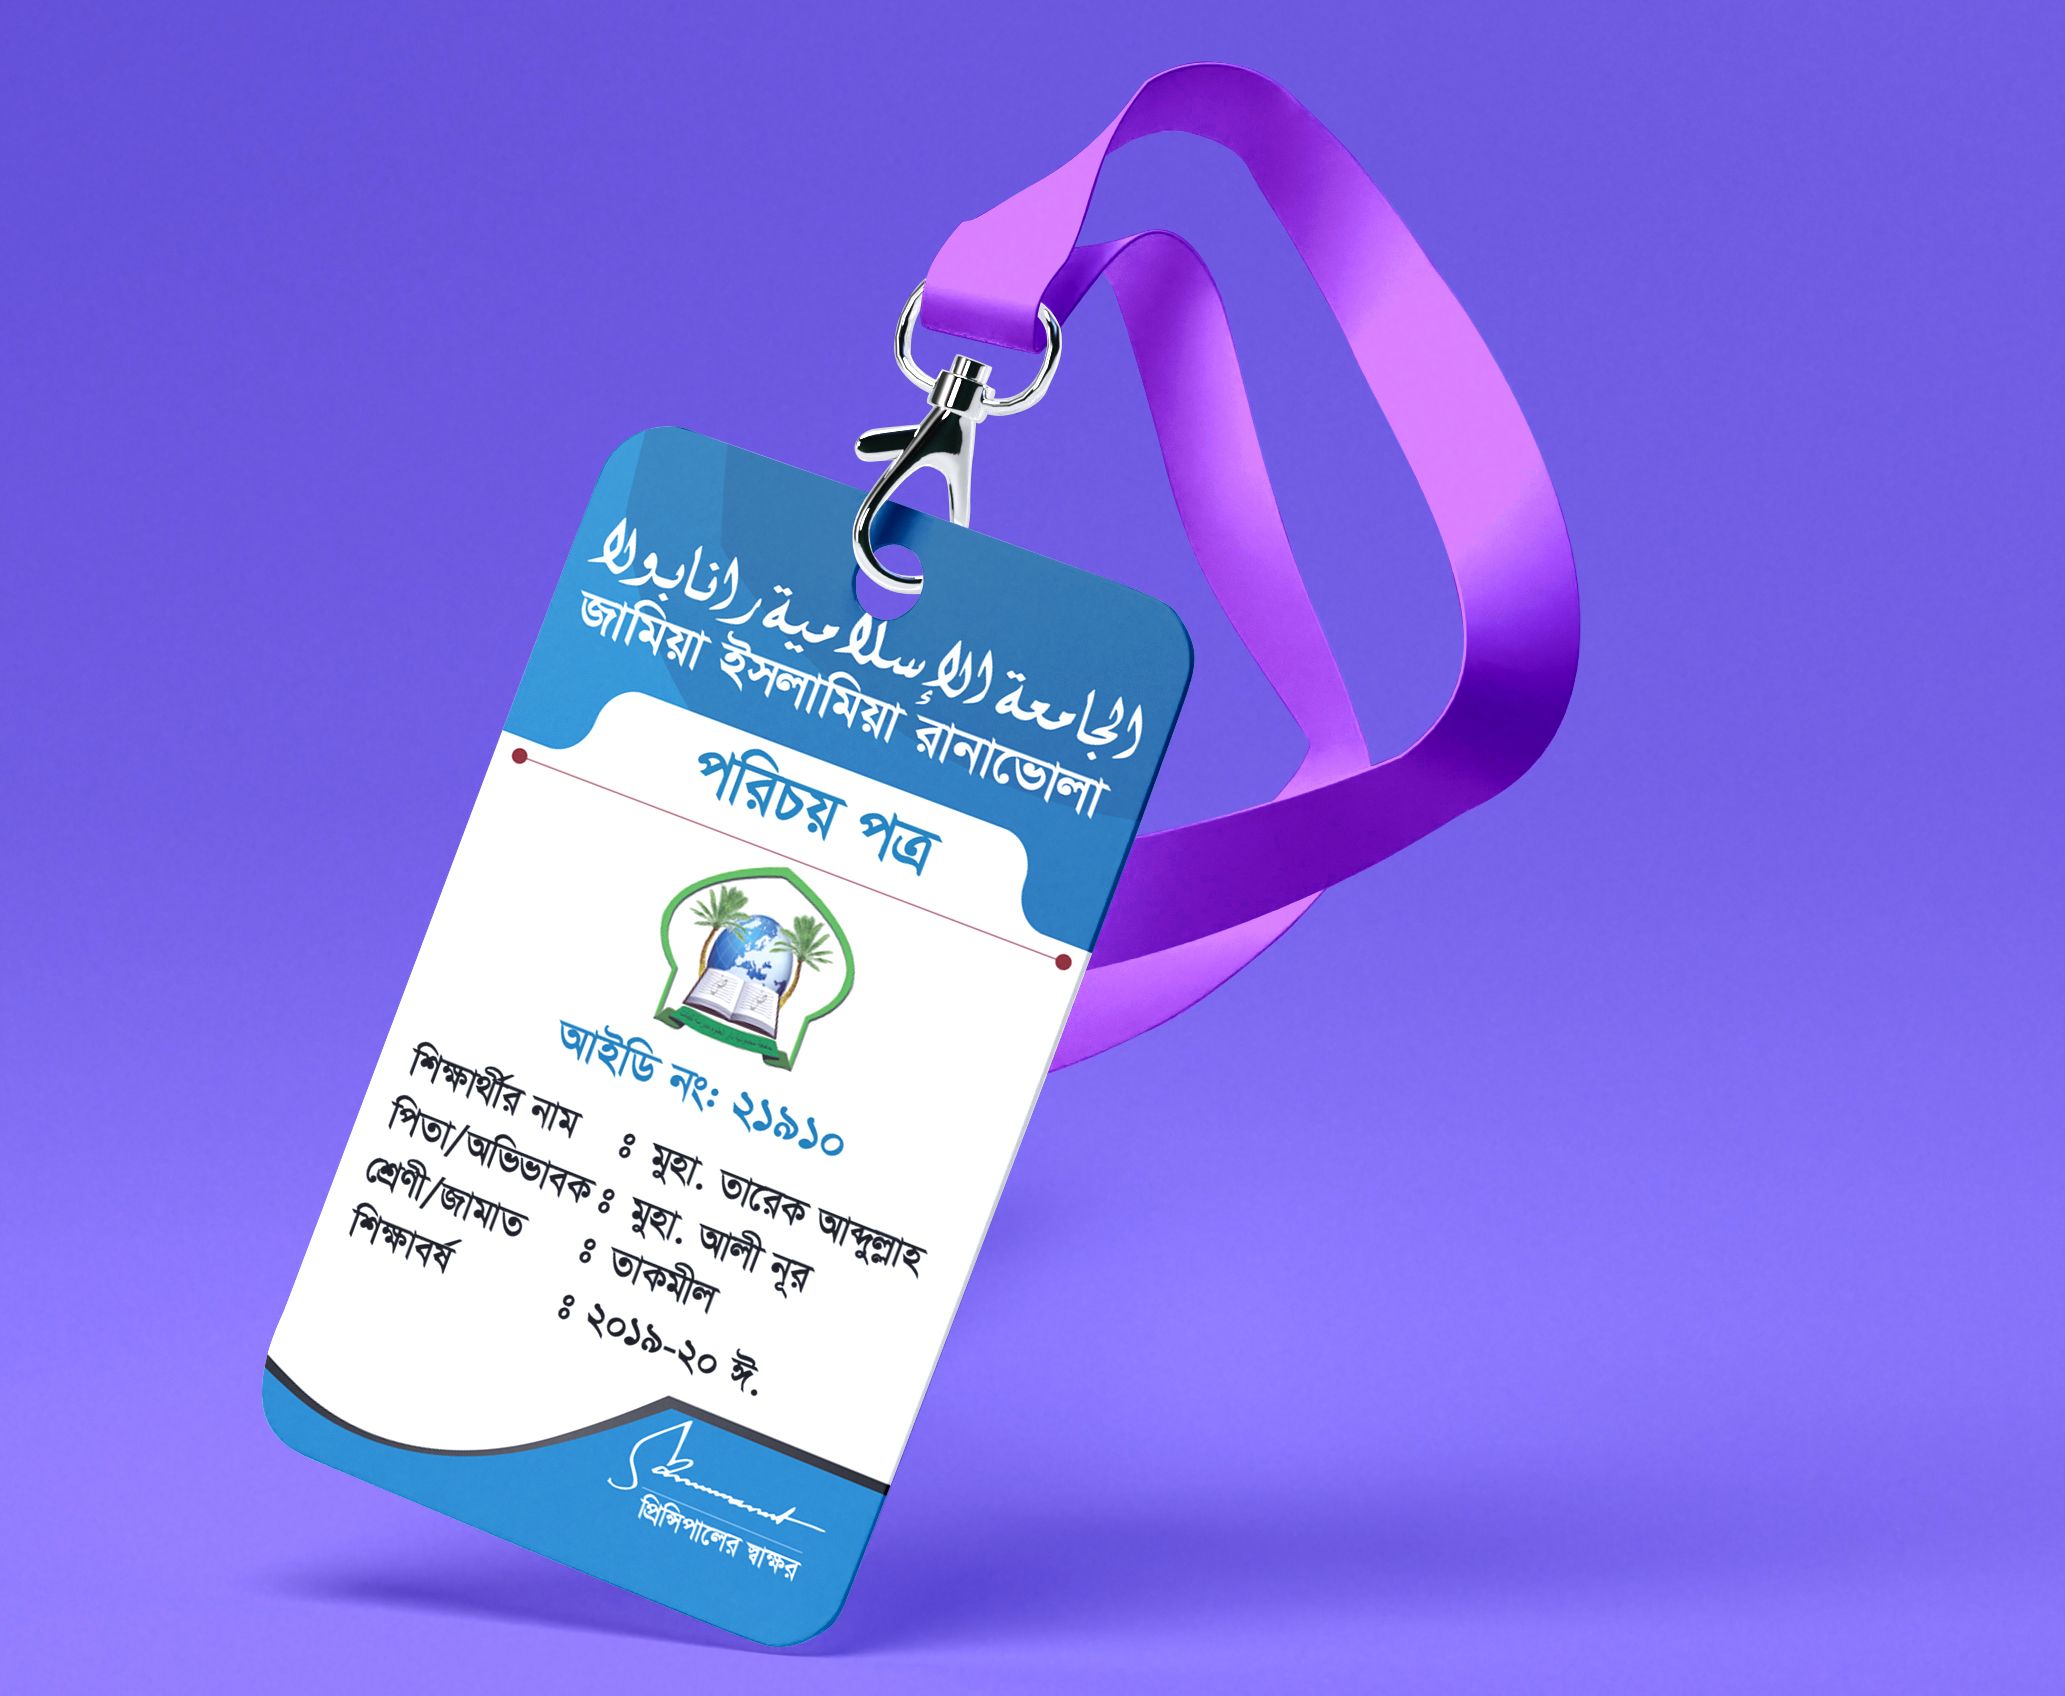 الجامعة الإسلامية رانابولا
জামিয়া ইসলামিয়া রানাভোলা
পরিচয় পত্র
আইডি নং: ২১৯১০
শিক্ষার্থীর নাম : মুহা. তারেক আব্দুল্লাহ
পিতা/অভিভাবক : মুহা. আলী নূর
শ্রেণী/জামাত : তাকমীল
শিক্ষাবর্ষ : ২০১৯-২০ ঈ.
প্রিন্সিপালের স্বাক্ষর